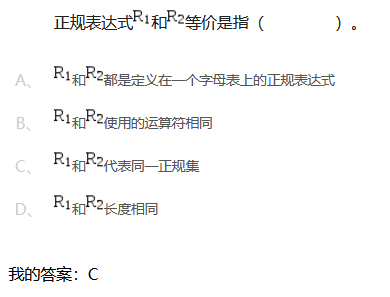 正规表达式R1和R2等价是指（ ）。
A、 R1和R2都是定义在一个字母表上的正规表达式
B、 R1和R2使用的运算符相同
C、 R1和R2代表同一正规集
D、 R1和R2长度相同
我的答案：C